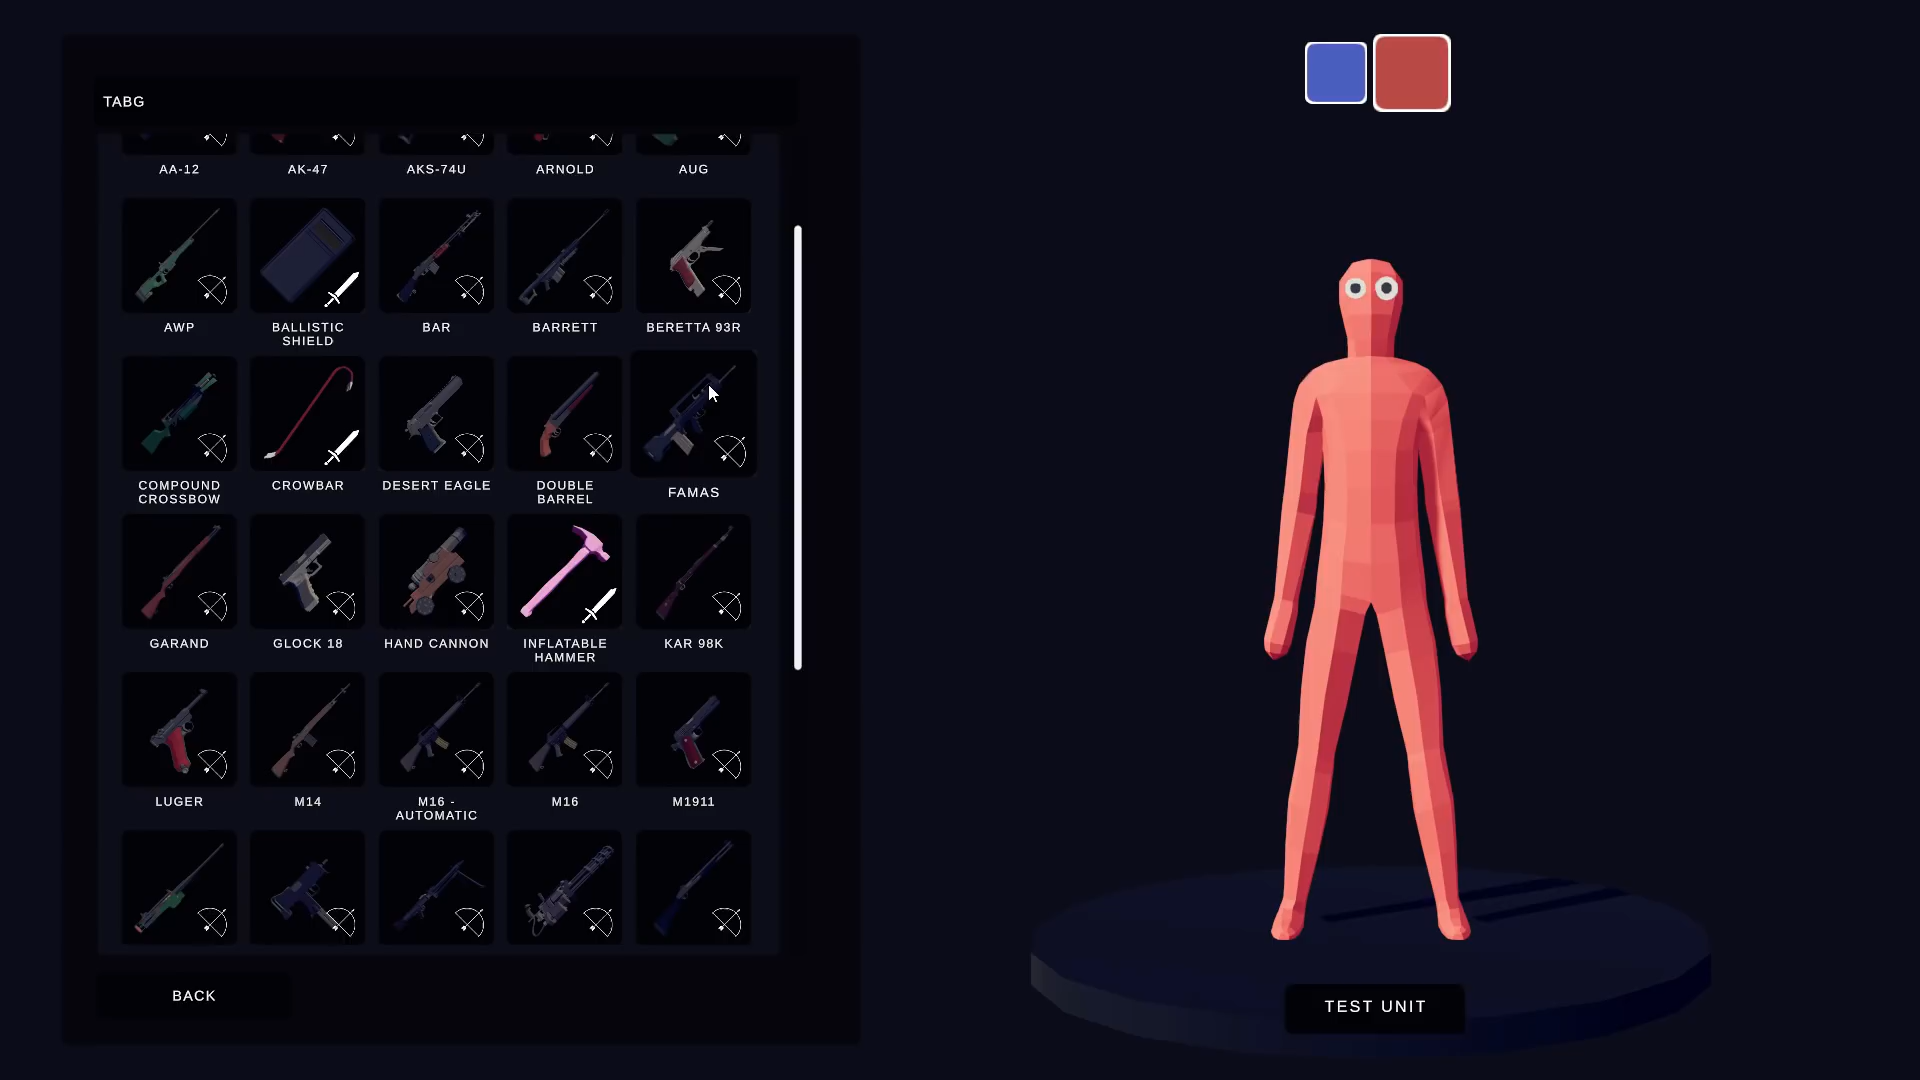 TABG
AA-12
AK-47
AKS-74U
ARNOLD
AUG
AWP
BALLISTIC
SHIELD
BAR
BARRETT
BERETTA 93R
COMPOUND
CROSSBOW
CROWBAR
DESERT EAGLE
DOUBLE
BARREL
FAMAS
GARAND
GLOCK 18
HAND CANNON
INFLATABLE
HAMMER
KAR 98K
LUGER
M14
M16 -
AUTOMATIC
M16
M1911
BACK
TEST UNIT